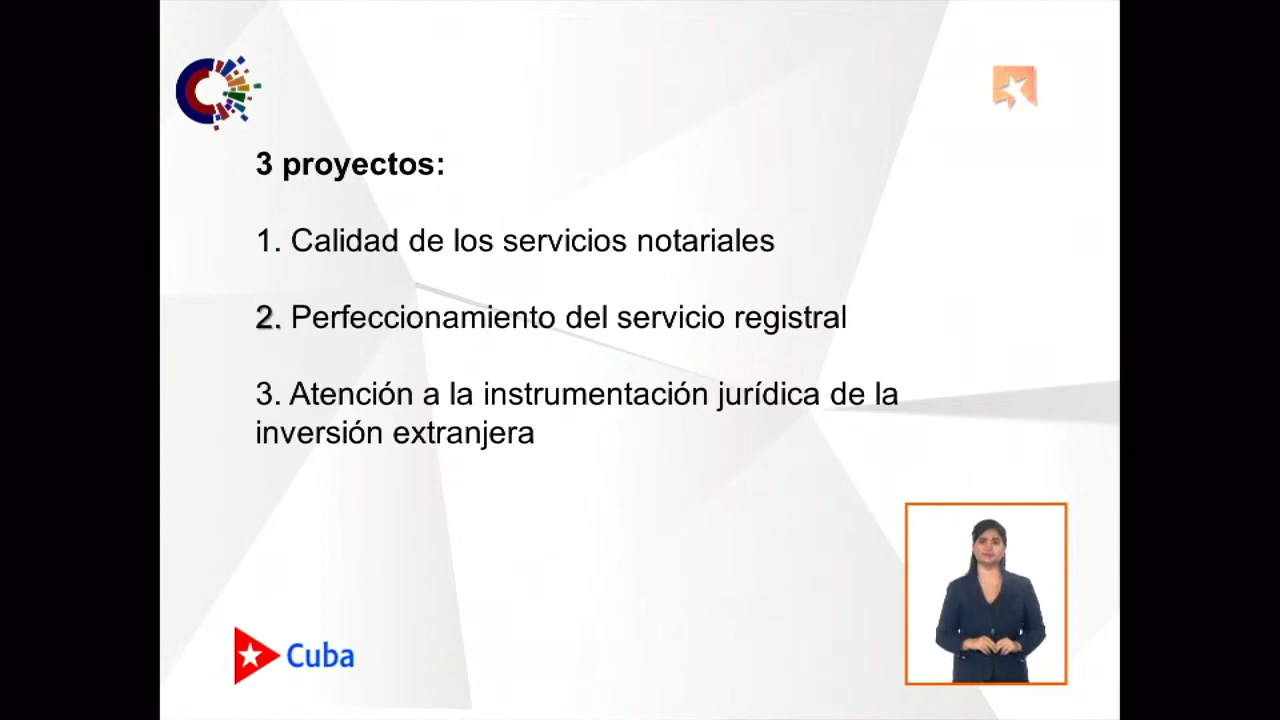 3 proyectos:
1. Calidad de los servicios notariales
2. Perfeccionamiento del servicio registral
3. Atención a la instrumentación jurídica de la
inversión extranjera
Cuba